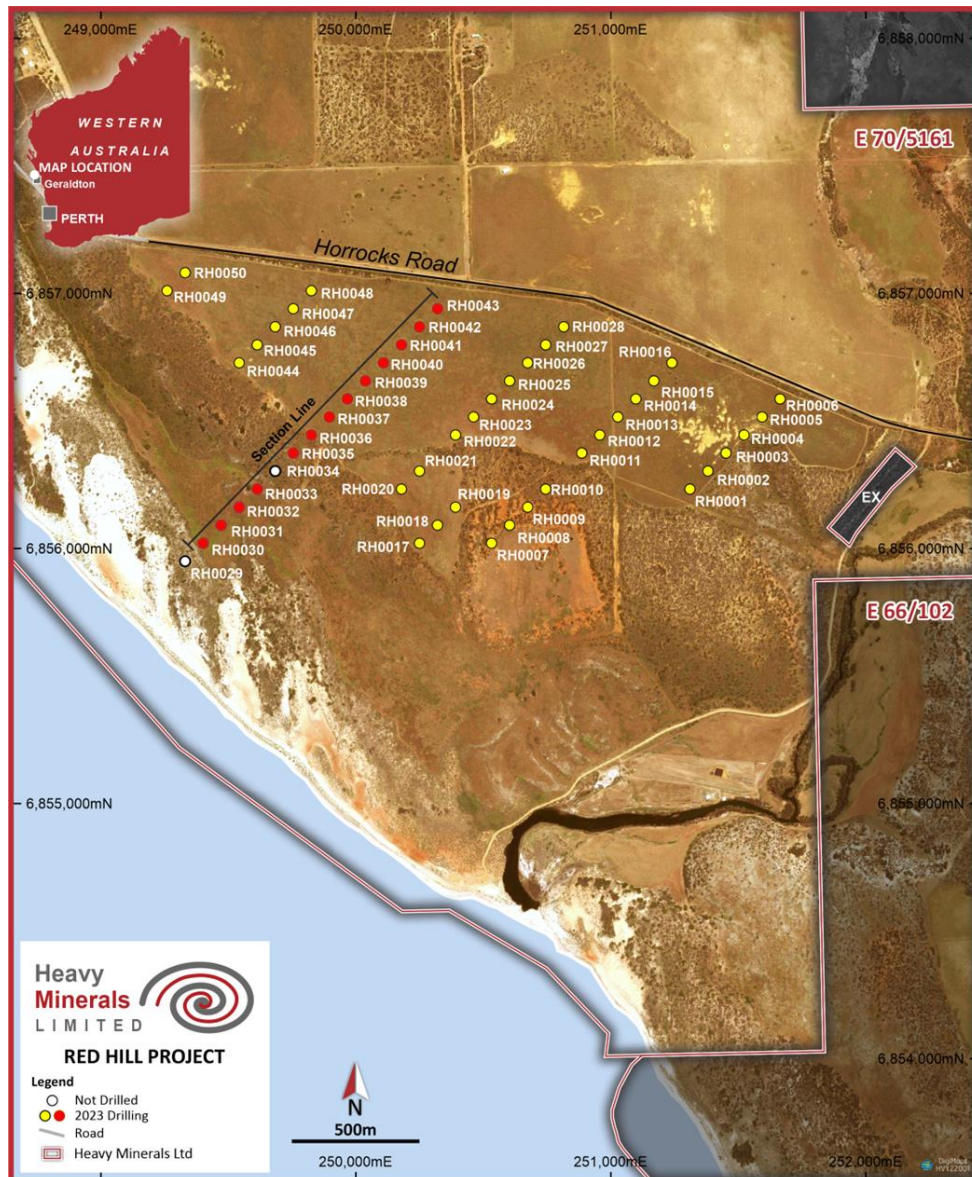 249,000mE
250,000mE
251,000mE
6,858,000mN
WESTERN
AUSTRALIA
MAP LOCATION
Geraldton
PERTH
E 70/5161
Horrocks Road
6,857,000mN
6,857,000mN
RH0050
RH0049
RH0048
RH0047
RH0046
RH0045
RH0044
RH0043
RH0042
RH0041
RH0040
RH0039
RH0038
RH0037
RH0036
RH0035
RH0034
RH0033
RH0032
RH0031
RH0030
RH0029
Section Line
RH0028
RH0027
RH0026
RH0025
RH0024
RH0023
RH0022
RH0021
RH0020
RH0019
RH0018
RH0017
RH0016
RH0015
RH0014
RH0013
RH0012
RH0011
RH0010
RH0009
RH0008
RH0007
RH0006
RH0005
RH0004
RH0003
RH0002
RH0001
EX
6,856,000mN
6,856,000mN
E 66/102
6,855,000mN
6,855,000mN
Heavy
Minerals
LIMITED
RED HILL PROJECT
Legend
Not Drilled
2023 Drilling
Road
Heavy Minerals Ltd
N
500m
6,854,000mN
250,000mE
251,000mE
252,000mE
DigiMaps